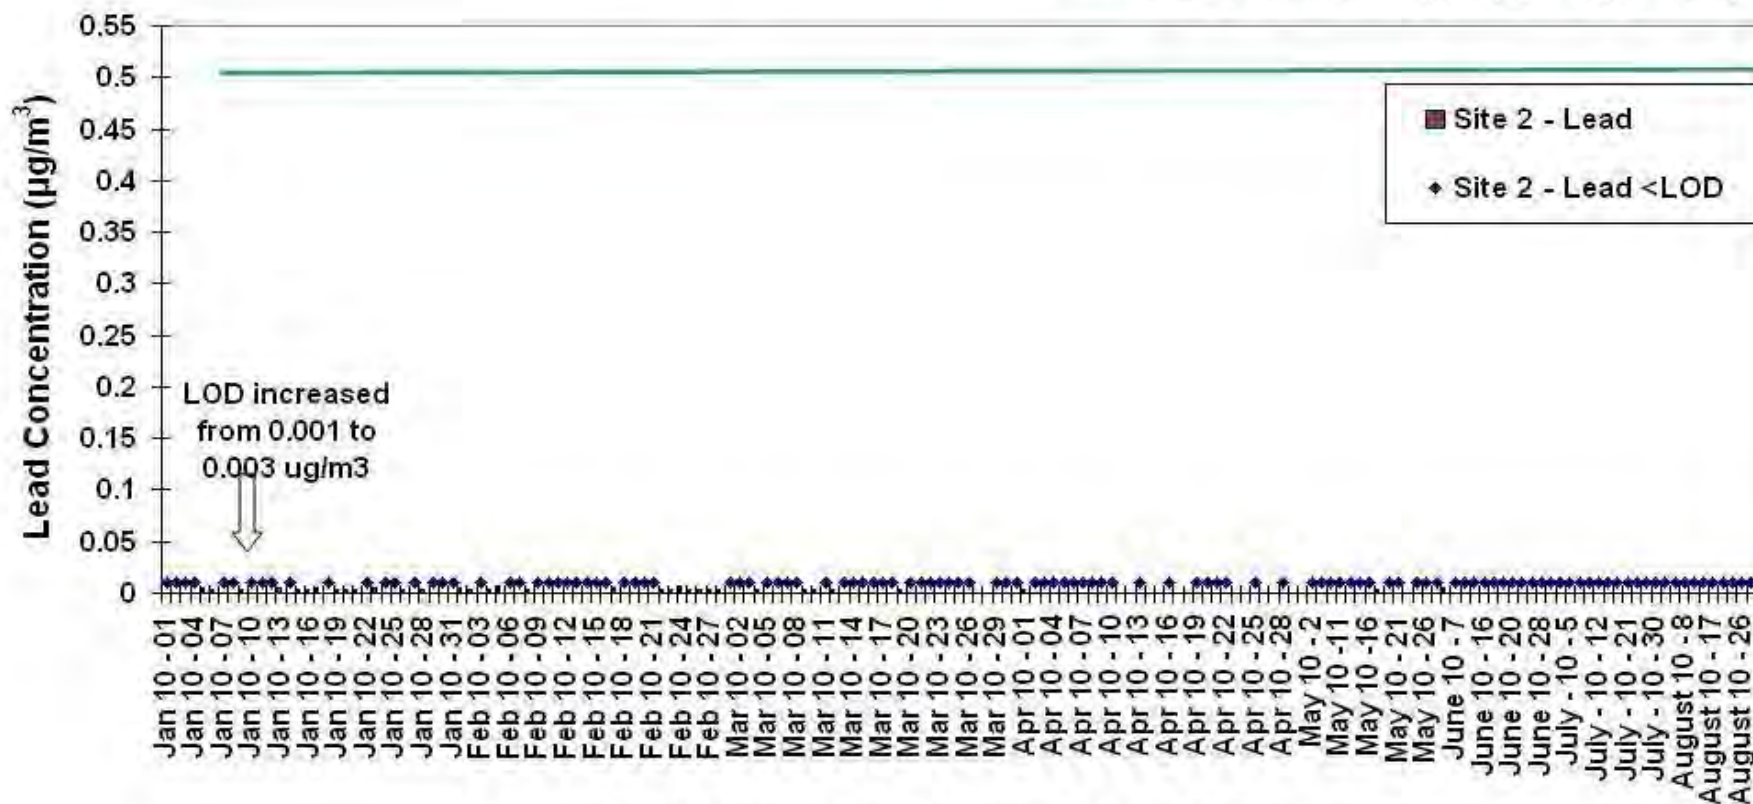 0.55
0.5
0.45
0.4
0.35
0.3
0.25
0.2
0.15
0.1
0.05
0
Lead Concentration (µg/m³)
Site 2 - Lead
Site 2 - Lead <LOD
LOD increased
from 0.001 to
0.003 ug/m3
Jan 10 - 01
Jan 10 - 04
Jan 10 - 07
Jan 10 - 10
Jan 10 - 13
Jan 10 - 16
Jan 10 - 19
Jan 10 - 22
Jan 10 - 25
Jan 10 - 28
Jan 10 - 31
Feb 10 - 03
Feb 10 - 06
Feb 10 - 09
Feb 10 - 12
Feb 10 - 15
Feb 10 - 18
Feb 10 - 21
Feb 10 - 24
Feb 10 - 27
Mar 10 - 02
Mar 10 - 05
Mar 10 - 08
Mar 10 - 11
Mar 10 - 14
Mar 10 - 17
Mar 10 - 20
Mar 10 - 23
Mar 10 - 26
Mar 10 - 29
Apr 10 - 01
Apr 10 - 04
Apr 10 - 07
Apr 10 - 10
Apr 10 - 13
Apr 10 - 16
Apr 10 - 19
Apr 10 - 22
Apr 10 - 25
Apr 10 - 28
May 10 - 2
May 10 -11
May 10 -16
May 10 - 21
May 10 - 26
June 10 - 7
June 10 - 16
June 10 - 20
June 10 - 28
July - 10 - 5
July - 10 - 12
July - 10 - 21
July - 10 - 30
August 10 - 8
August 10 - 17
August 10 - 26